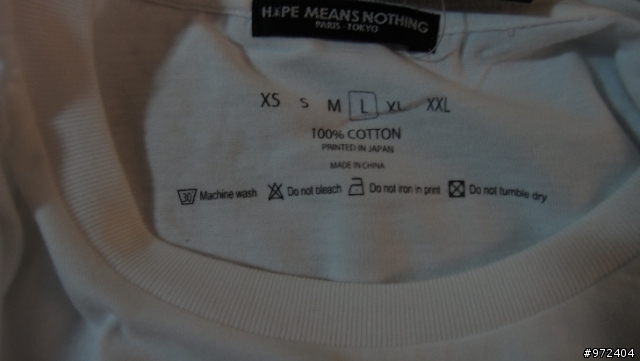 HYPE MEANS NOTHING
PARIS - TOKYO
XS S M L XL XXL
100% COTTON
PRINTED IN JAPAN
MADE IN CHINA
30 Machine wash Do not bleach Do not iron in print Do not tumble dry
#972404